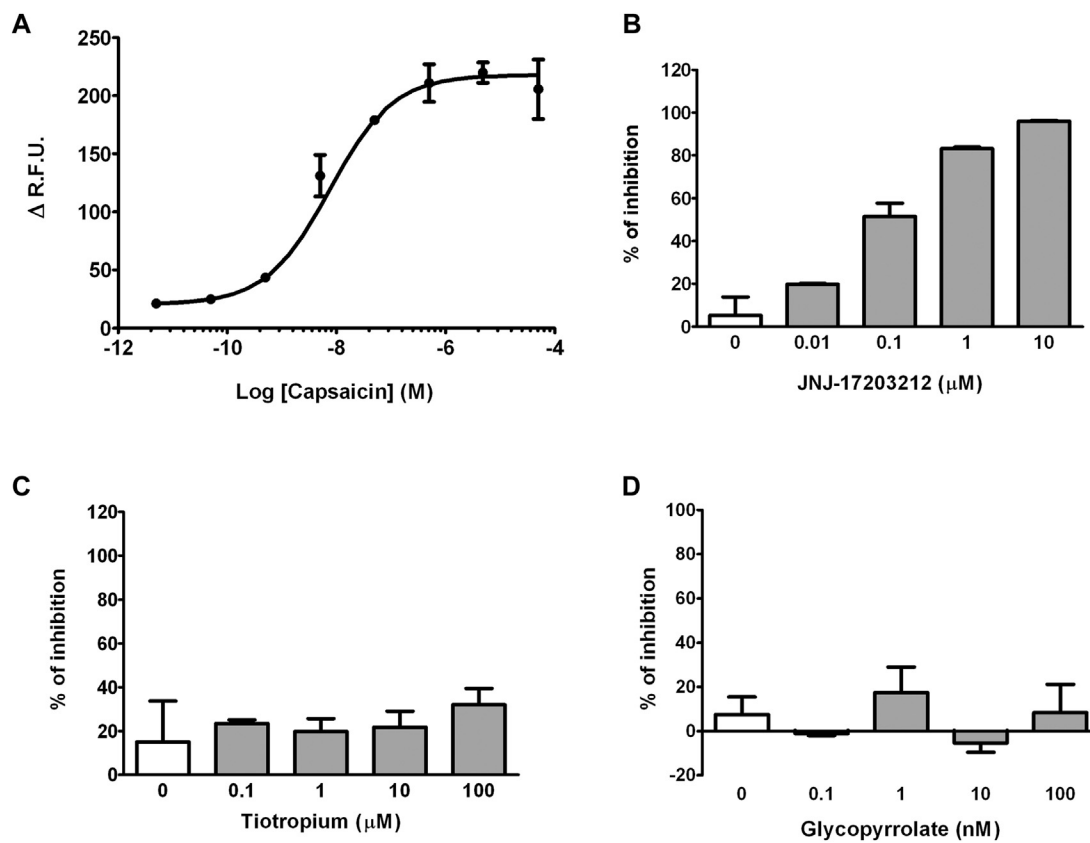 A
250
200
150
100
50
0
Δ R.F.U.
-12 -10 -8 -6 -4
Log [Capsaicin] (M)
B
120
100
80
60
40
20
0
% of inhibition
0 0.01 0.1 1 10
JNJ-17203212 (μM)
C
120
100
80
60
40
20
0
% of inhibition
0 0.1 1 10 100
Tiotropium (μM)
D
100
80
60
40
20
0
-20
% of inhibition
0 0.1 1 10 100
Glycopyrrolate (nM)